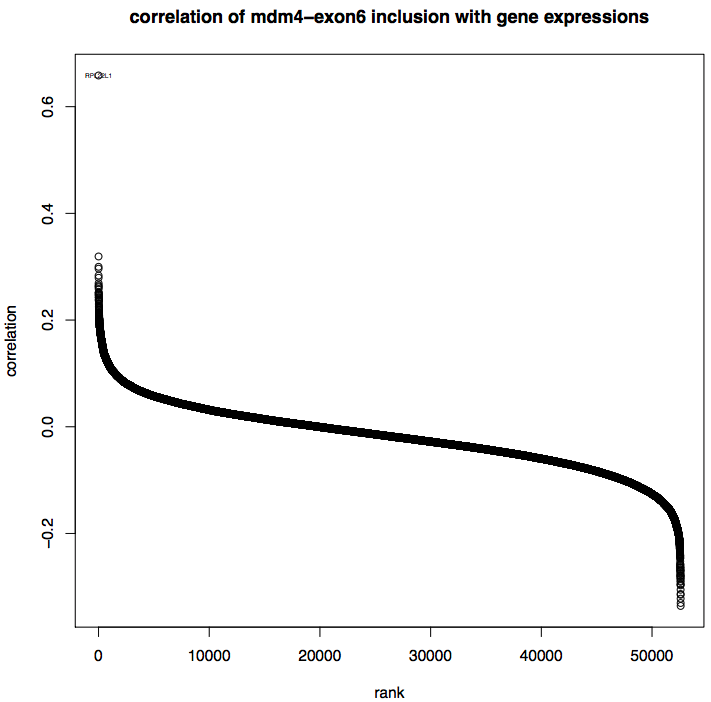 correlation of mdm4−exon6 inclusion with gene expressions
0.6
0.4
0.2
0.0
−0.2
correlation
0 10000 20000 30000 40000 50000
rank